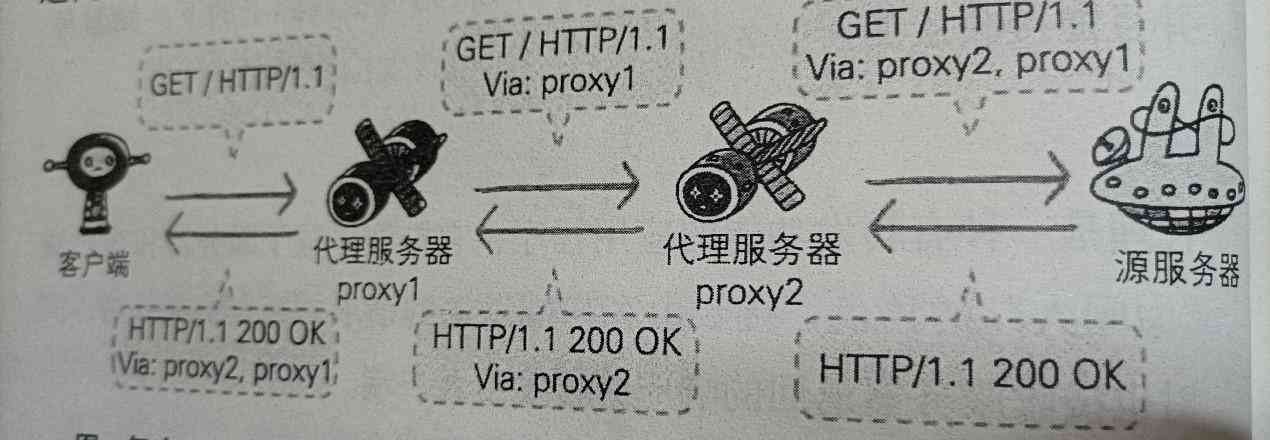 GET / HTTP/1.1
GET / HTTP/1.1
Via: proxy1
GET / HTTP/1.1
Via: proxy2, proxy1
客户端
代理服务器
proxy1
代理服务器
proxy2
源服务器
HTTP/1.1 200 OK
Via: proxy2, proxy1
HTTP/1.1 200 OK
Via: proxy2
HTTP/1.1 200 OK